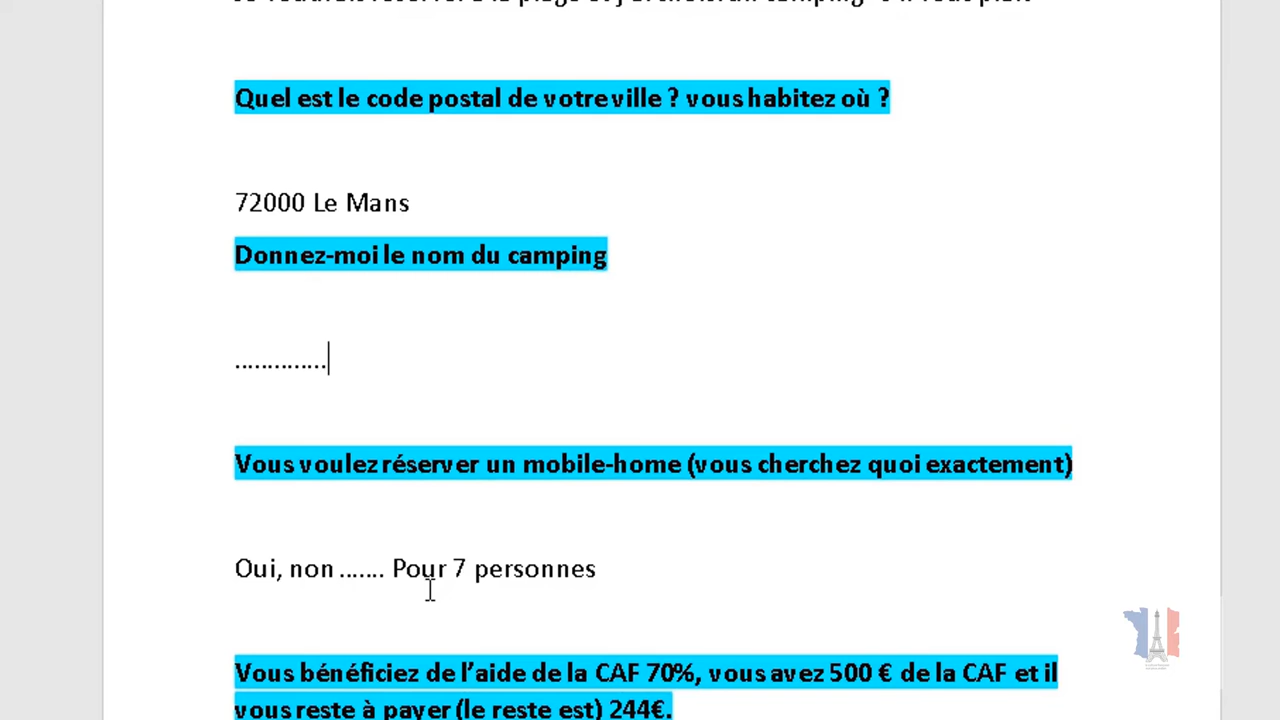 Quel est le code postal de votre ville ? vous habitez où ?
72000 Le Mans
Donnez-moi le nom du camping
..............
Vous voulez réserver un mobile-home (vous cherchez quoi exactement)
Oui, non ....... Pour 7 personnes
Vous bénéficiez de l’aide de la CAF 70%, vous avez 500 € de la CAF et il
vous reste à payer (le reste est) 244€.